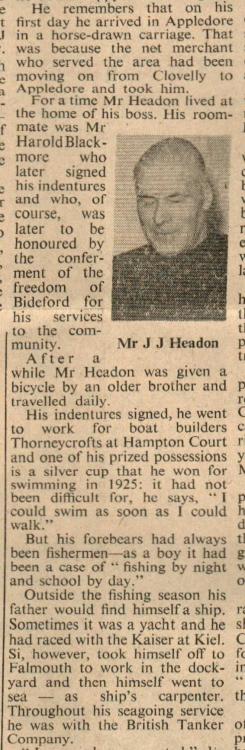 He remembers that on his
first day he arrived in Appledore
in a horse-drawn carriage. That
was because the net merchant
who served the area had been
moving on from Clovelly to
Appledore and took him.
For a time Mr Headon lived at
the home of his boss. His room-
mate was Mr
Harold Black-
more who
later signed
his indentures
and who, of
course, was
later to be
honoured by
the confer-
ment of the
freedom of
Bideford for
his services
to the com-
munity.
Mr J J Headon
After a
while Mr Headon was given a
bicycle by an older brother and
travelled daily.
His indentures signed, he went
to work for boat builders
Thorneycrofts at Hampton Court
and one of his prized possessions
is a silver cup that he won for
swimming in 1925: it had not
been difficult for, he says, "I
could swim as soon as I could
walk."
But his forebears had always
been fishermen—as a boy it had
been a case of "fishing by night
and school by day."
Outside the fishing season his
father would find himself a ship.
Sometimes it was a yacht and he
had raced with the Kaiser at Kiel.
Si, however, took himself off to
Falmouth to work in the dock-
yard and then himself went to
sea — as ship's carpenter.
Throughout his seagoing service
he was with the British Tanker
Company.